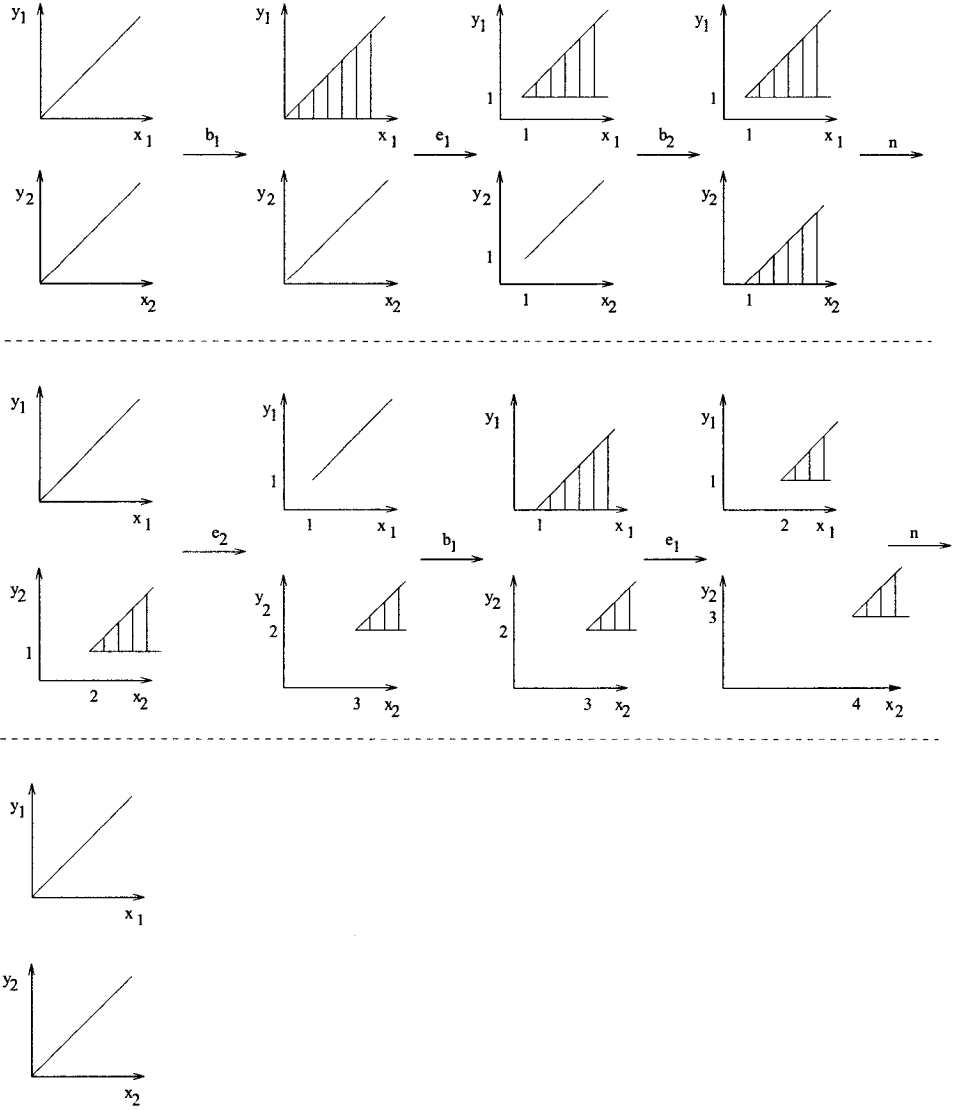 y1 y1 y1 y1
1 1
x1 x1 1 x1 1 x1
b1 e1 b2 n
y2 y2 y2 y2
1
x2 x2 1 x2 1 x2
y1 y1 y1 y1
1 1
x1 1 x1 1 x1 2 x1
e2 b1 e1 n
y2 y2 y2 y2
1 2 2 3
2 x2 3 x2 3 x2 4 x2
y1
x1
y2
x2